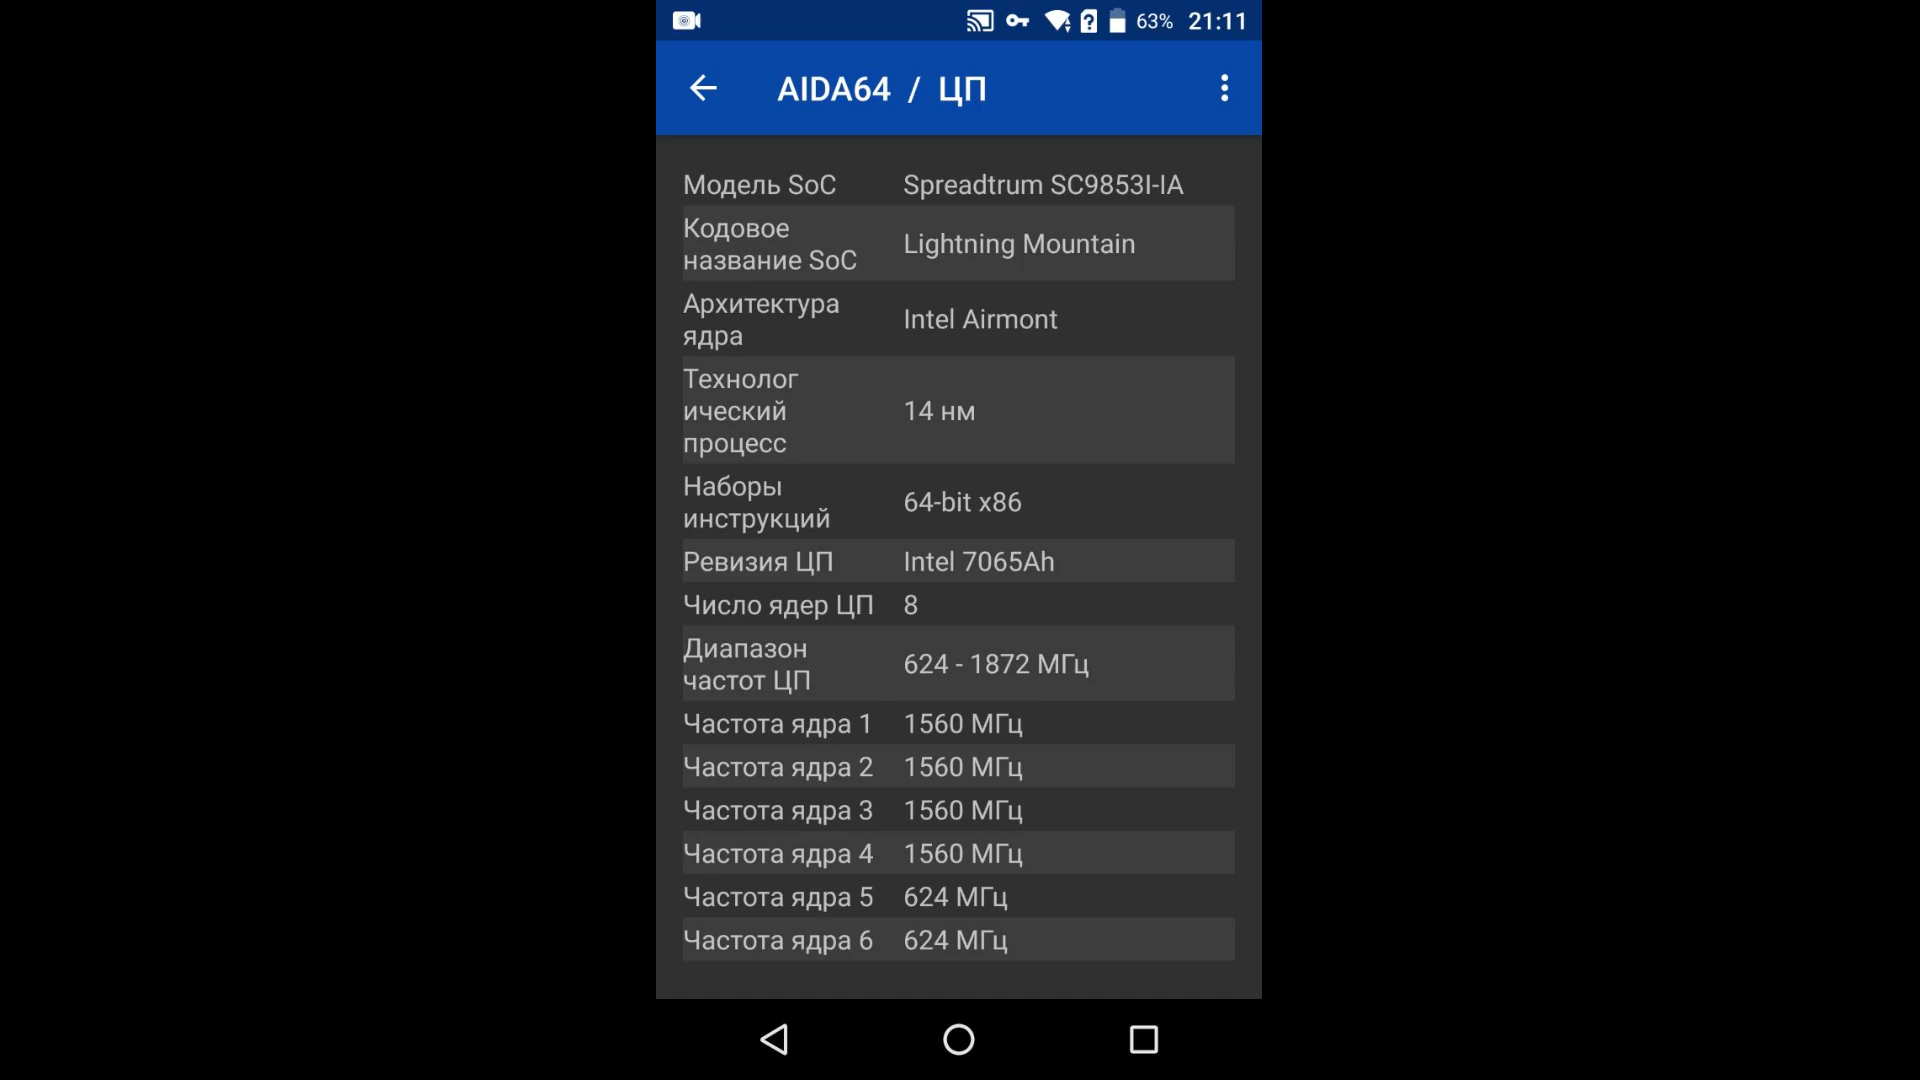 63% 21:11
AIDA64 / ЦП
Модель SoC Spreadtrum SC9853I-IA
Кодовое
название SoC
Lightning Mountain
Архитектура
ядра
Intel Airmont
Технолог
ический
процесс
14 нм
Наборы
инструкций
64-bit x86
Ревизия ЦП Intel 7065Ah
Число ядер ЦП 8
Диапазон
частот ЦП
624 - 1872 МГц
Частота ядра 1 1560 МГц
Частота ядра 2 1560 МГц
Частота ядра 3 1560 МГц
Частота ядра 4 1560 МГц
Частота ядра 5 624 МГц
Частота ядра 6 624 МГц